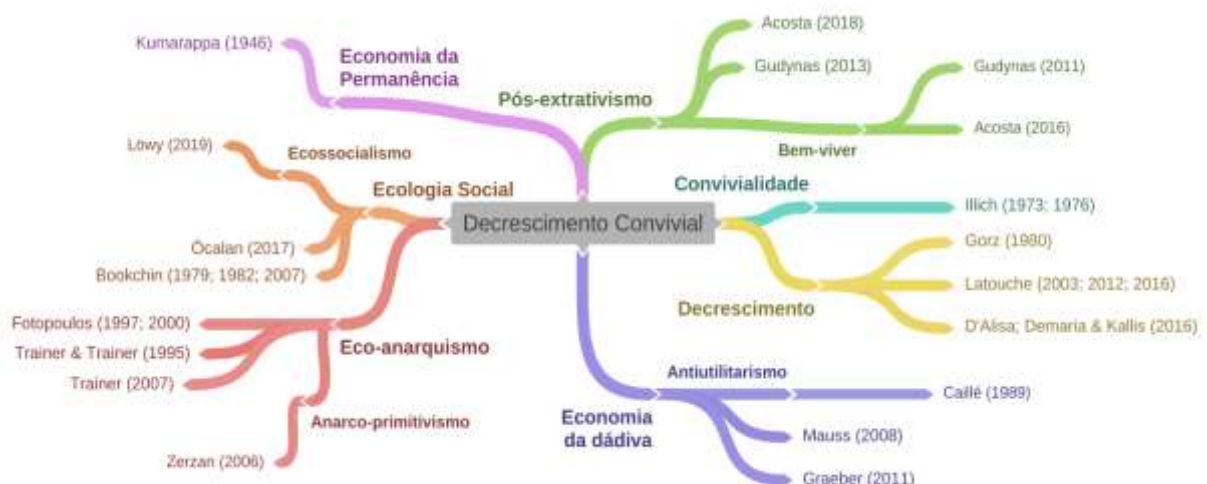 Acosta (2018)
Kumarappa (1946)
Economia da
Permanência
Gudynas (2013)
Gudynas (2011)
Pós-extrativismo
Acosta (2016)
Bem-viver
Löwy (2019)
Ecossocialismo
Ecologia Social
Convivialidade
Illich (1973; 1976)
Decrescimento Convivial
Öcalan (2017)
Gorz (1980)
Bookchin (1979; 1982; 2007)
Latouche (2003; 2012; 2016)
Decrescimento
Fotopoulos (1997; 2000)
D'Alisa; Demaria & Kallis (2016)
Eco-anarquismo
Trainer & Trainer (1995)
Trainer (2007)
Antiutilitarismo
Caillé (1989)
Anarco-primitivismo
Economia
da dádiva
Mauss (2008)
Zerzan (2006)
Graeber (2011)